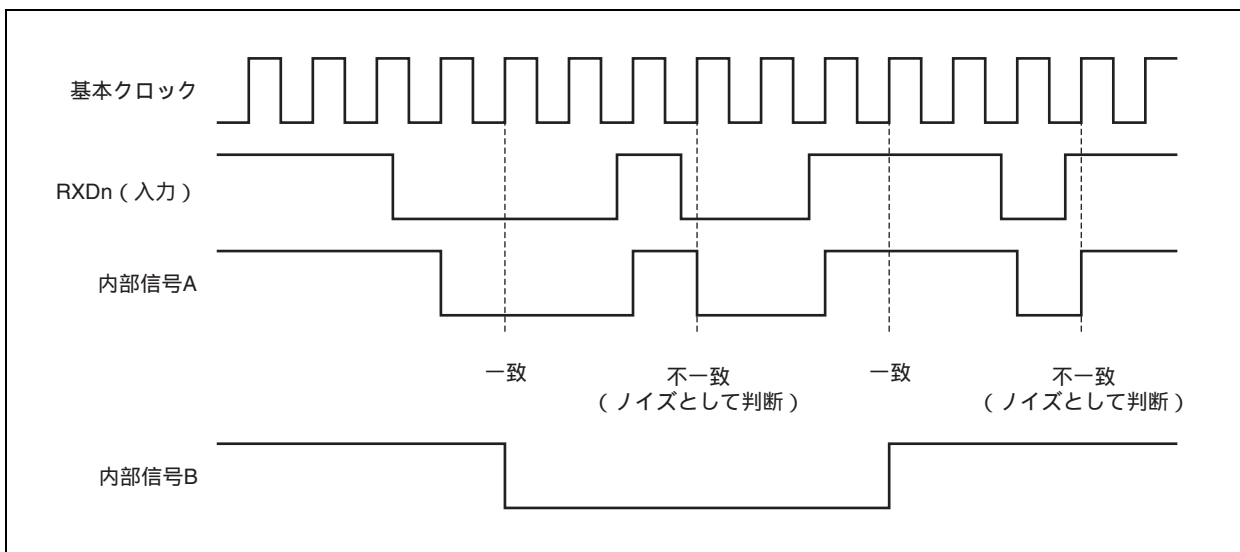 基本クロック
RXDn（入力）
内部信号A
一致
不一致
（ノイズとして判断）
一致
不一致
（ノイズとして判断）
内部信号B